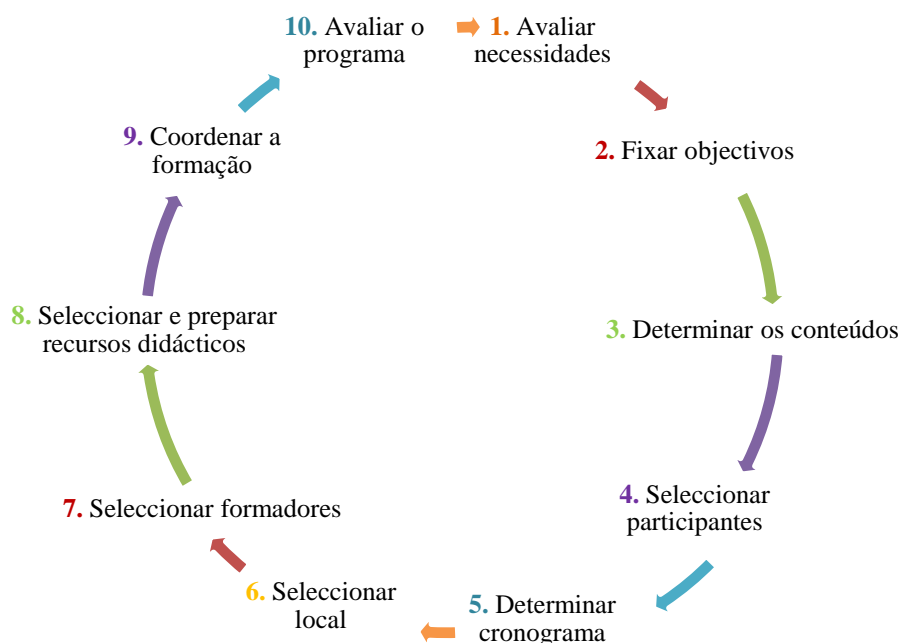 10. Avaliar o
programa
1. Avaliar
necessidades
2. Fixar objectivos
3. Determinar os conteúdos
4. Seleccionar
participantes
5. Determinar
cronograma
6. Seleccionar
local
7. Seleccionar formadores
8. Seleccionar e preparar
recursos didácticos
9. Coordenar a
formação